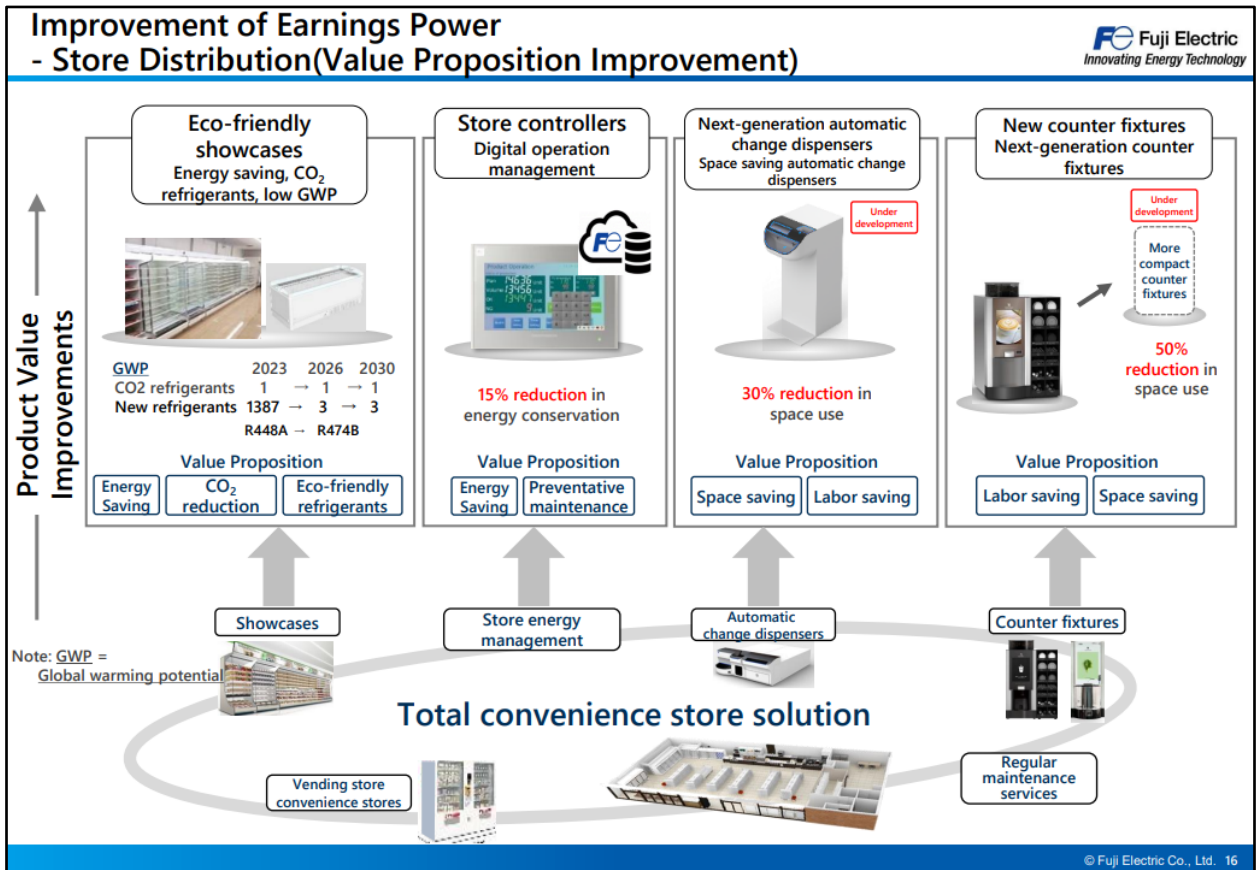 Improvement of Earnings Power
- Store Distribution(Value Proposition Improvement)
Fe Fuji Electric
Innovating Energy Technology
Product Value
Improvements
Eco-friendly
showcases
Energy saving, CO2
refrigerants, low GWP
GWP 2023 2026 2030
CO2 refrigerants 1 → 1 → 1
New refrigerants 1387 → 3 → 3
R448A → R474B
Value Proposition
Energy
Saving
CO2
reduction
Eco-friendly
refrigerants
Store controllers
Digital operation
management
Fe
15% reduction in
energy conservation
Value Proposition
Energy
Saving
Preventative
maintenance
Next-generation automatic
change dispensers
Space saving automatic change
dispensers
Under
development
30% reduction in
space use
Value Proposition
Space saving
Labor saving
New counter fixtures
Next-generation counter
fixtures
Under
development
More
compact
counter
fixtures
50%
reduction in
space use
Value Proposition
Labor saving
Space saving
Showcases
Store energy
management
Automatic
change dispensers
Counter fixtures
Note: GWP =
Global warming potential
Total convenience store solution
Vending store
convenience stores
Regular
maintenance
services
© Fuji Electric Co., Ltd. 16